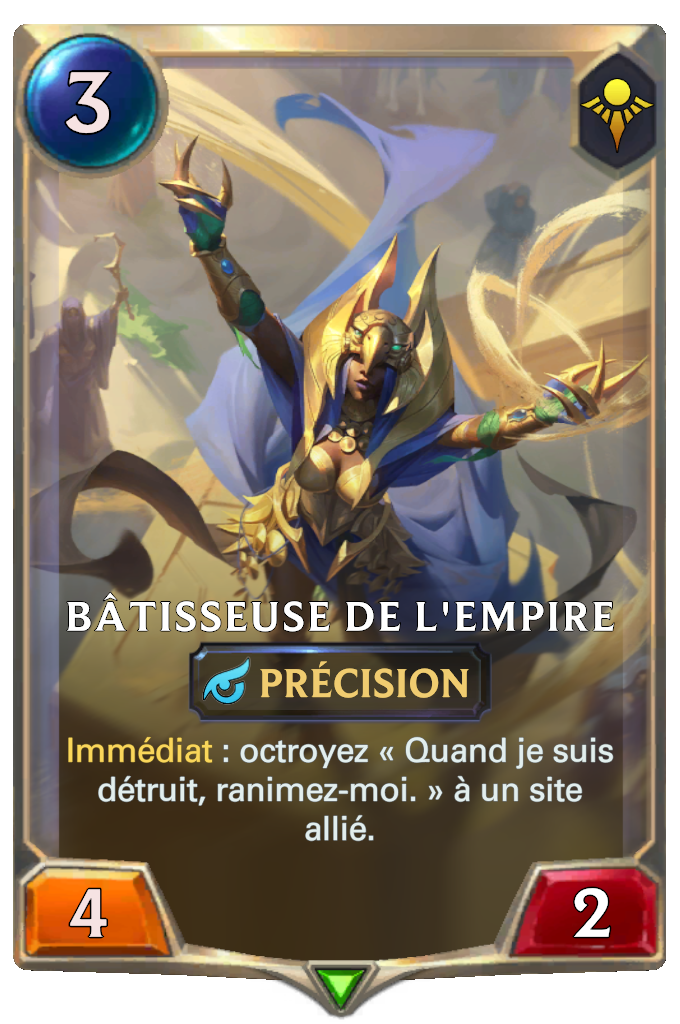 3
BÂTISSEUSE DE L'EMPIRE
PRÉCISION
Immédiat : octroyez « Quand je suis
détruit, ranimez-moi. » à un site
allié.
4
2